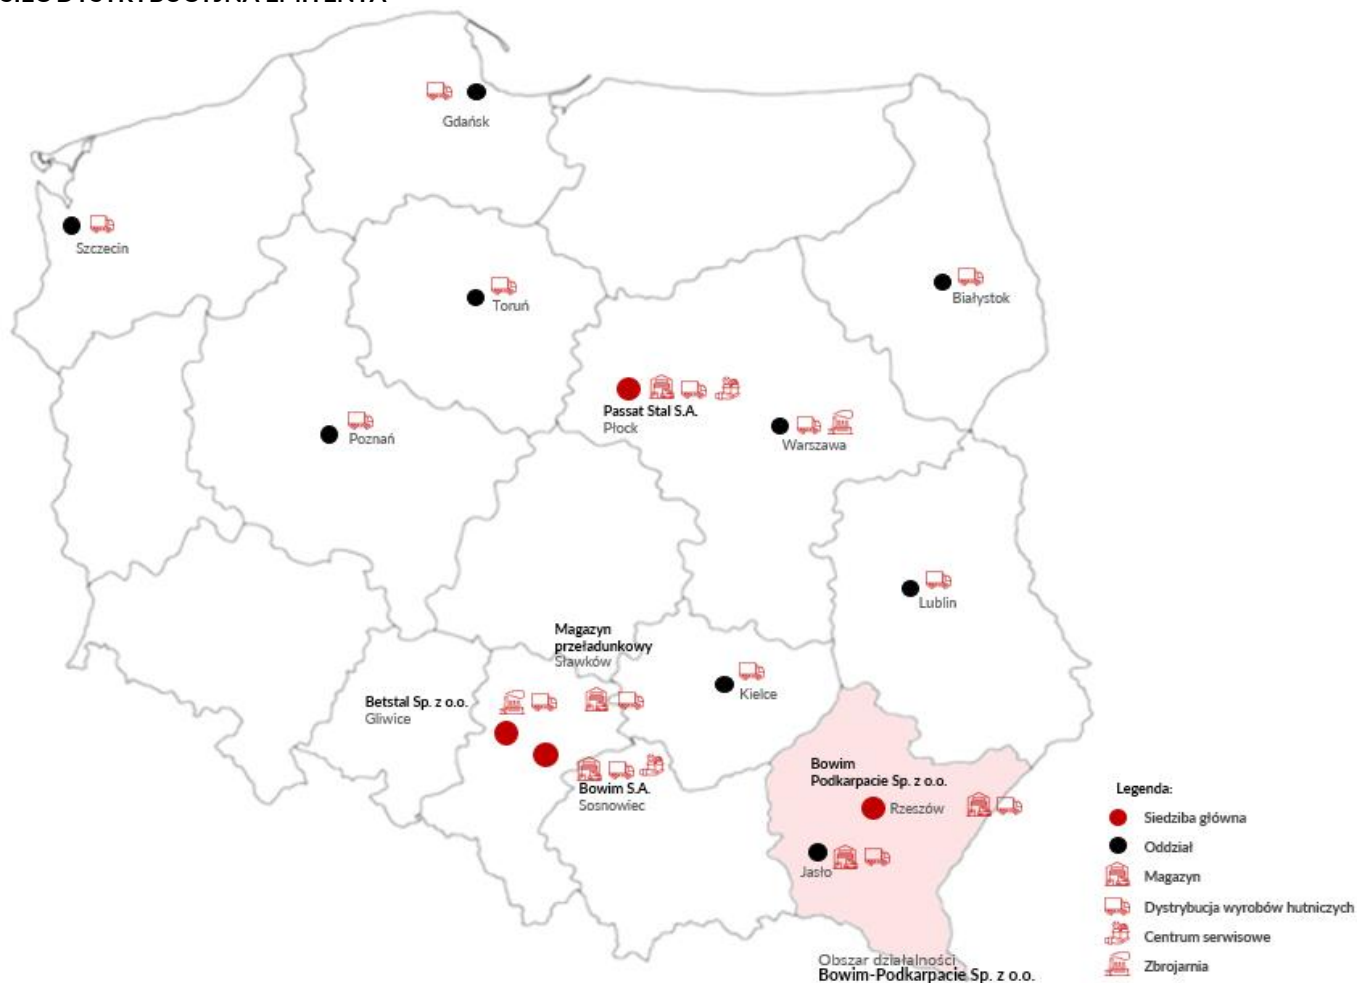 Gdańsk
Szczecin
Białystok
Toruń
Passat Stal S.A.
Płock
Poznań
Warszawa
Lublin
Magazyn
przeładunkowy
Sławków
Kielce
Betstal Sp. z o.o.
Gliwice
Bowim
Podkarpacie Sp. z o.o.
Bowim S.A.
Sosnowiec
Rzeszów
Jasło
Obszar działalności
Bowim-Podkarpacie Sp. z o.o.
Legenda:
Siedziba główna
Oddział
Magazyn
Dystrybucja wyrobów hutniczych
Centrum serwisowe
Zbrojarnia